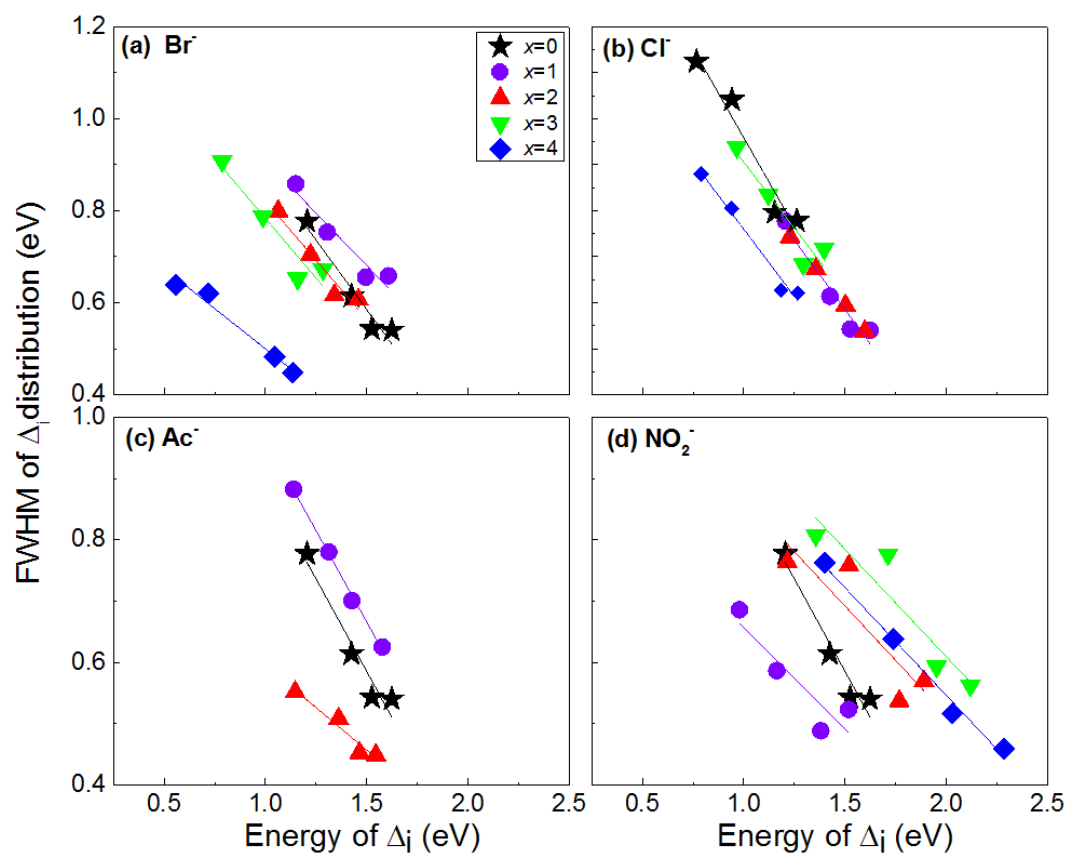 (a) Br⁻
x=0
x=1
x=2
x=3
x=4
(b) Cl⁻
1.2
1.0
0.8
0.6
0.4
(c) Ac⁻
(d) NO₂⁻
1.0
0.8
0.6
0.4
FWHM of Δᵢ distribution (eV)
0.5 1.0 1.5 2.0 2.5
1.0 1.5 2.0 2.5
Energy of Δᵢ (eV)
Energy of Δᵢ (eV)